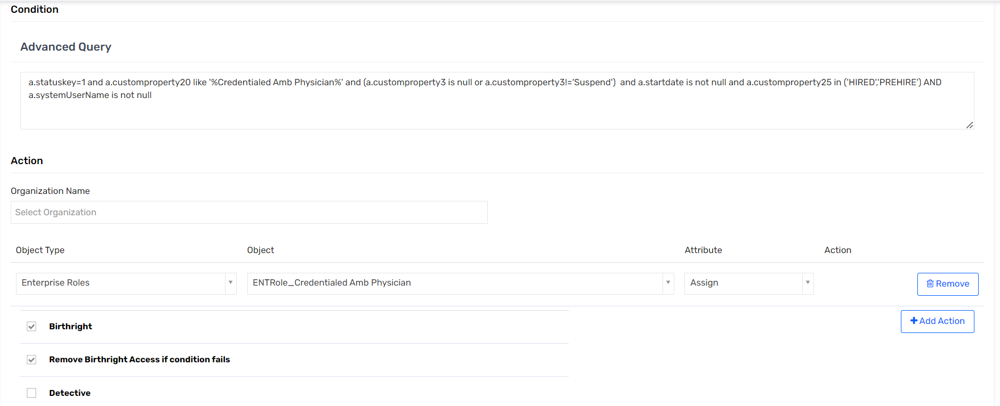 Condition
Advanced Query
a.statuskey=1 and a.customproperty20 like '%Credentialed Amb Physician%' and (a.customproperty3 is null or a.customproperty3!='Suspend')  and a.startdate is not null and a.customproperty25 in ('HIRED','PREHIRE') AND
a.systemUserName is not null
Action
Organization Name
Select Organization
Object Type Object Attribute Action
Enterprise Roles ENTRole_Credentialed Amb Physician Assign Remove
Birthright
Add Action
Remove Birthright Access if condition fails
Detective